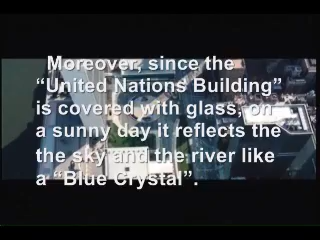 Moreover, since the
“United Nations Building”
is covered with glass, on
a sunny day it reflects the
the sky and the river like
a “Blue Crystal”.